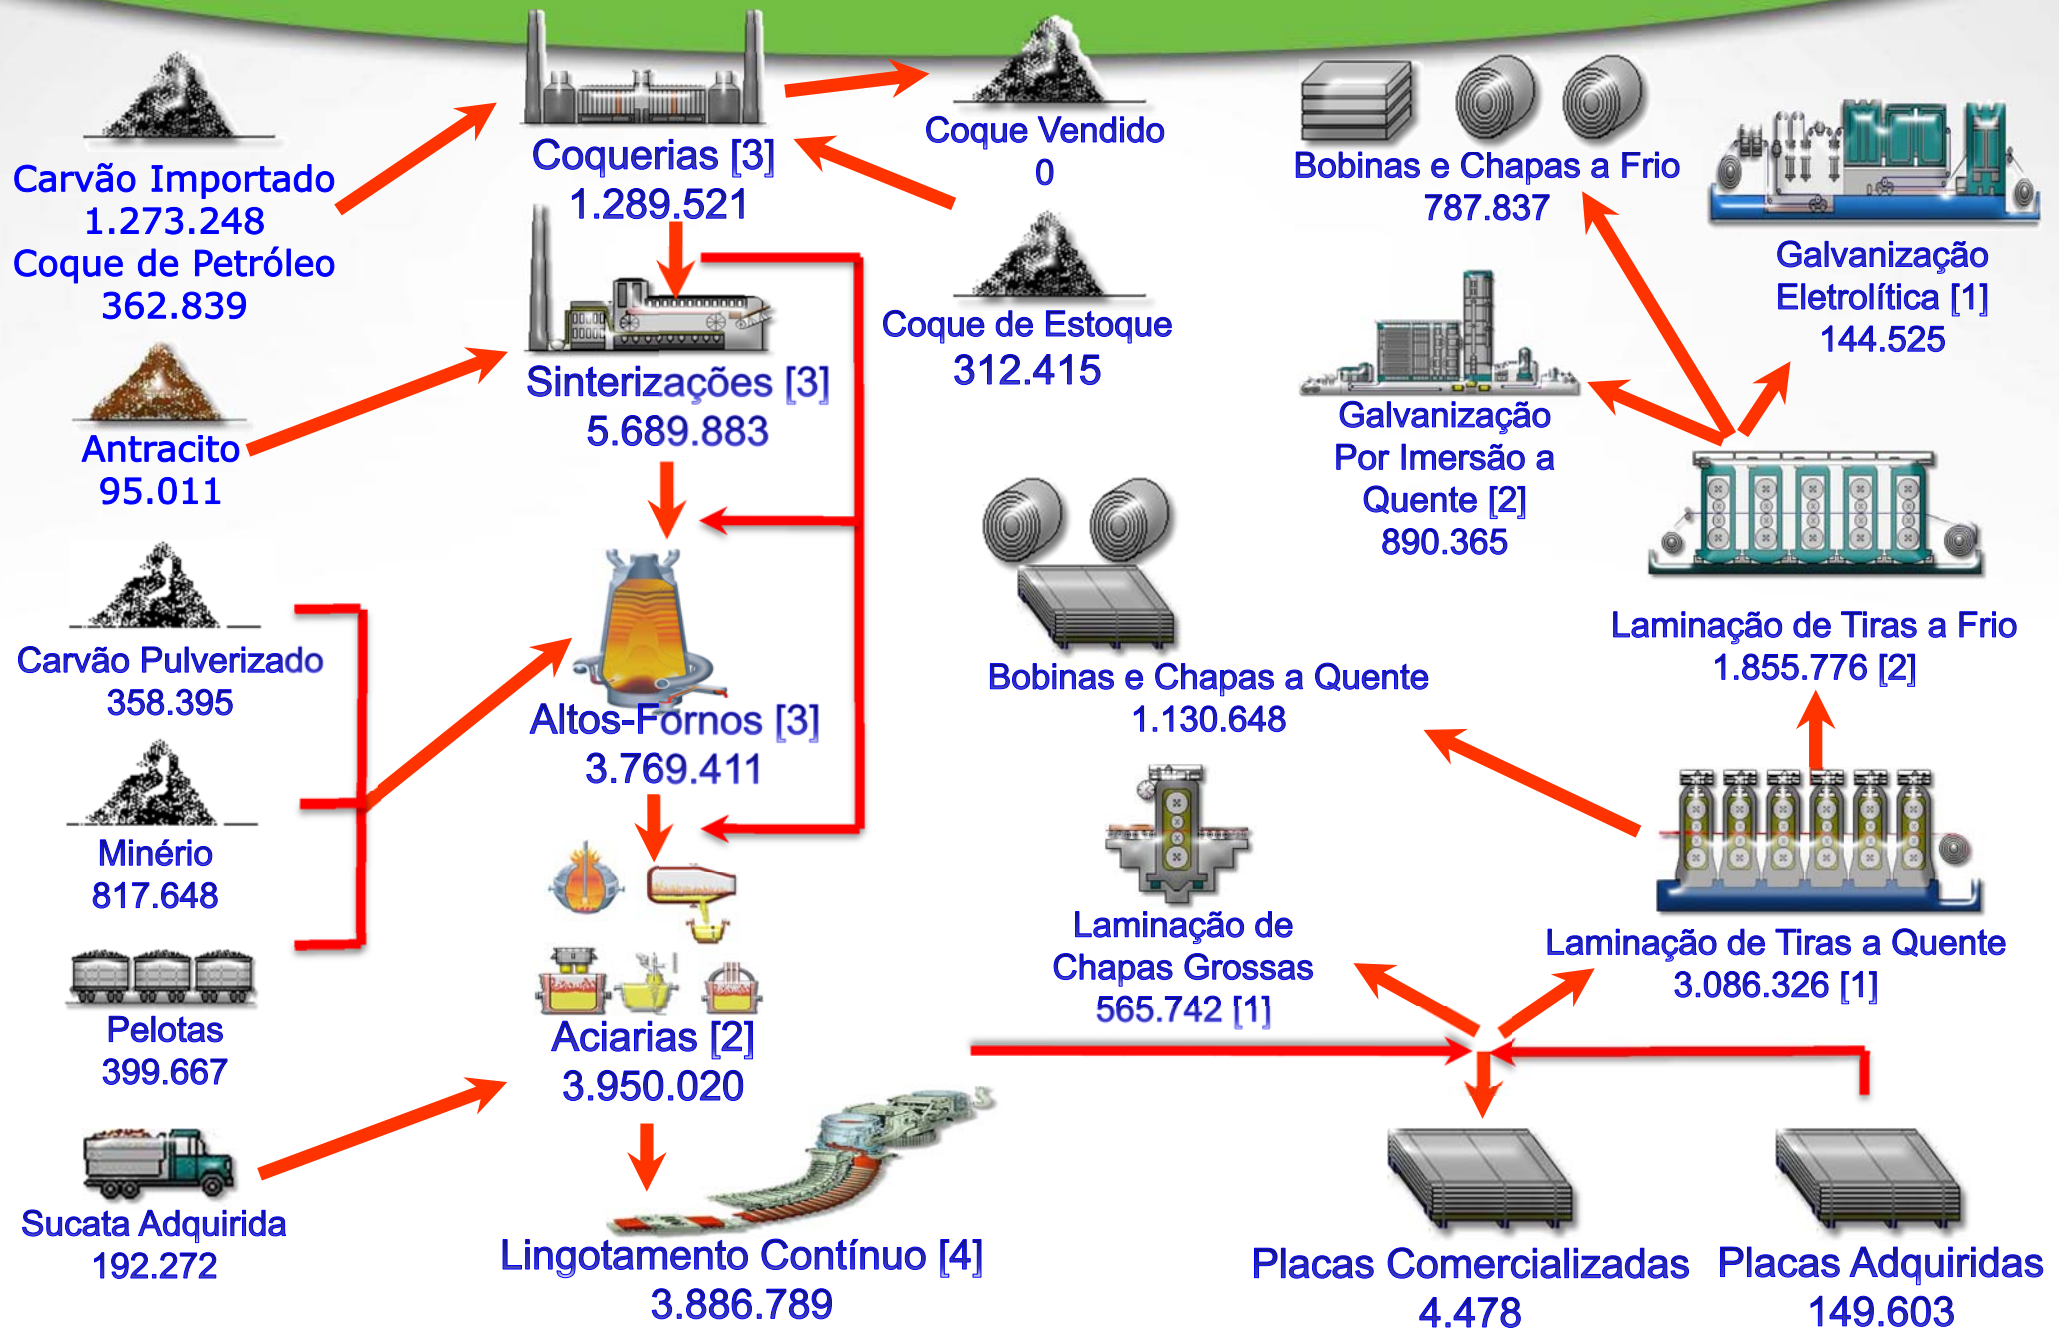 Carvão Importado
1.273.248
Coque de Petróleo
362.839
Antracito
95.011
Carvão Pulverizado
358.395
Minério
817.648
Pelotas
399.667
Sucata Adquirida
192.272
Coquerias [3]
1.289.521
Sinterizações [3]
5.689.883
Altos-Fornos [3]
3.769.411
Aciarias [2]
3.950.020
Lingotamento Contínuo [4]
3.886.789
Coque Vendido
0
Coque de Estoque
312.415
Bobinas e Chapas a Frio
787.837
Galvanização
Eletrolítica [1]
144.525
Galvanização
Por Imersão a
Quente [2]
890.365
Laminação de Tiras a Frio
1.855.776 [2]
Bobinas e Chapas a Quente
1.130.648
Laminação de
Chapas Grossas
565.742 [1]
Laminação de Tiras a Quente
3.086.326 [1]
Placas Comercializadas
4.478
Placas Adquiridas
149.603